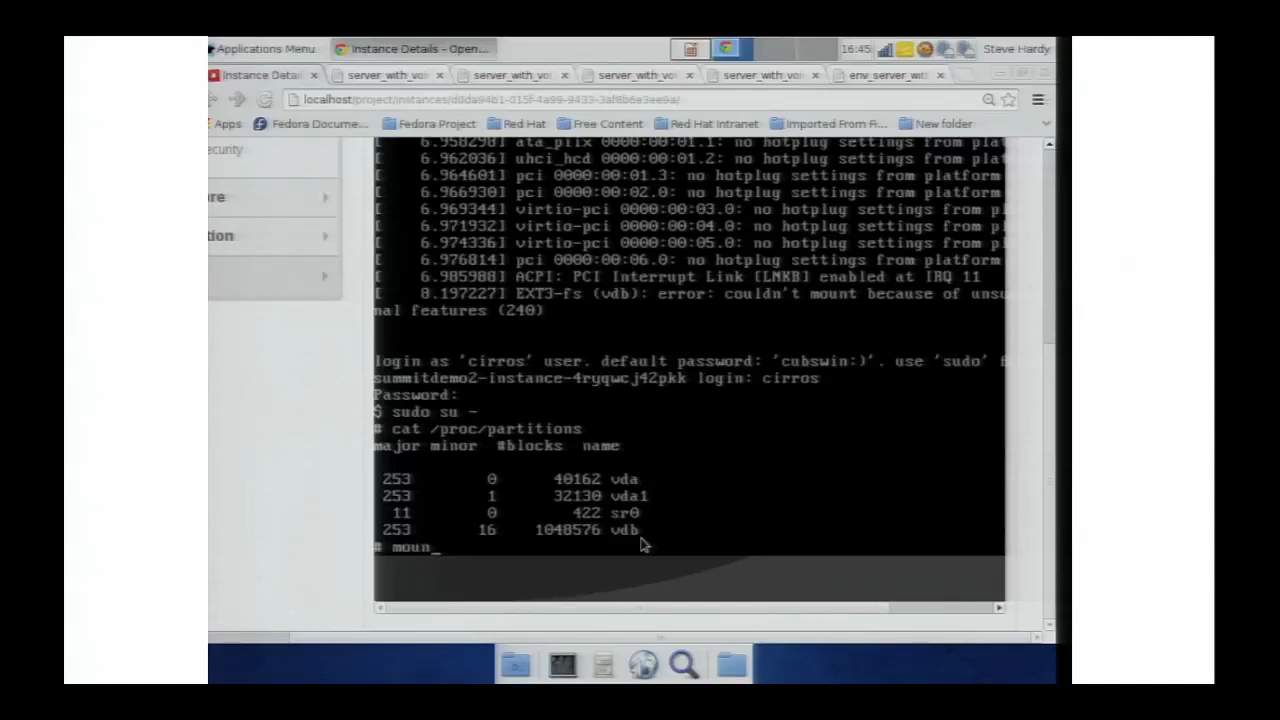 Applications Menu
Instance Details - Open...
16:45
Steve Hardy
Instance Detai ×
server_with_vo ×
server_with_vo ×
server_with_vo ×
server_with_vo ×
env_server_wit ×
localhost/project/instances/d0da94b1-015f-4a99-9433-3af8b6e3ee9a/
Apps
Fedora Docume...
Fedora Project
Red Hat
Free Content
Red Hat Intranet
Imported From Fi...
New folder
ecurity
re
tion
[    6.958298] ata_piix 0000:00:01.1: no hotplug settings from plat
[    6.962036] uhci_hcd 0000:00:01.2: no hotplug settings from plat
[    6.964601] pci 0000:00:01.3: no hotplug settings from platform
[    6.966930] pci 0000:00:02.0: no hotplug settings from platform
[    6.969344] virtio-pci 0000:00:03.0: no hotplug settings from pl
[    6.971932] virtio-pci 0000:00:04.0: no hotplug settings from pl
[    6.974336] virtio-pci 0000:00:05.0: no hotplug settings from pl
[    6.976814] pci 0000:00:06.0: no hotplug settings from platform
[    6.985988] ACPI: PCI Interrupt Link [LNKB] enabled at IRQ 11
[    8.197227] EXT3-fs (vdb): error: couldn't mount because of unsu
nal features (240)
login as 'cirros' user. default password: 'cubswin:)'. use 'sudo' f
summitdemo2-instance-4ryqwcj42pkk login: cirros
Password:
$ sudo su -
# cat /proc/partitions
major minor  #blocks  name
253        0      40162 vda
253        1      32130 vda1
11        0        422 sr0
253       16    1048576 vdb
# moun_